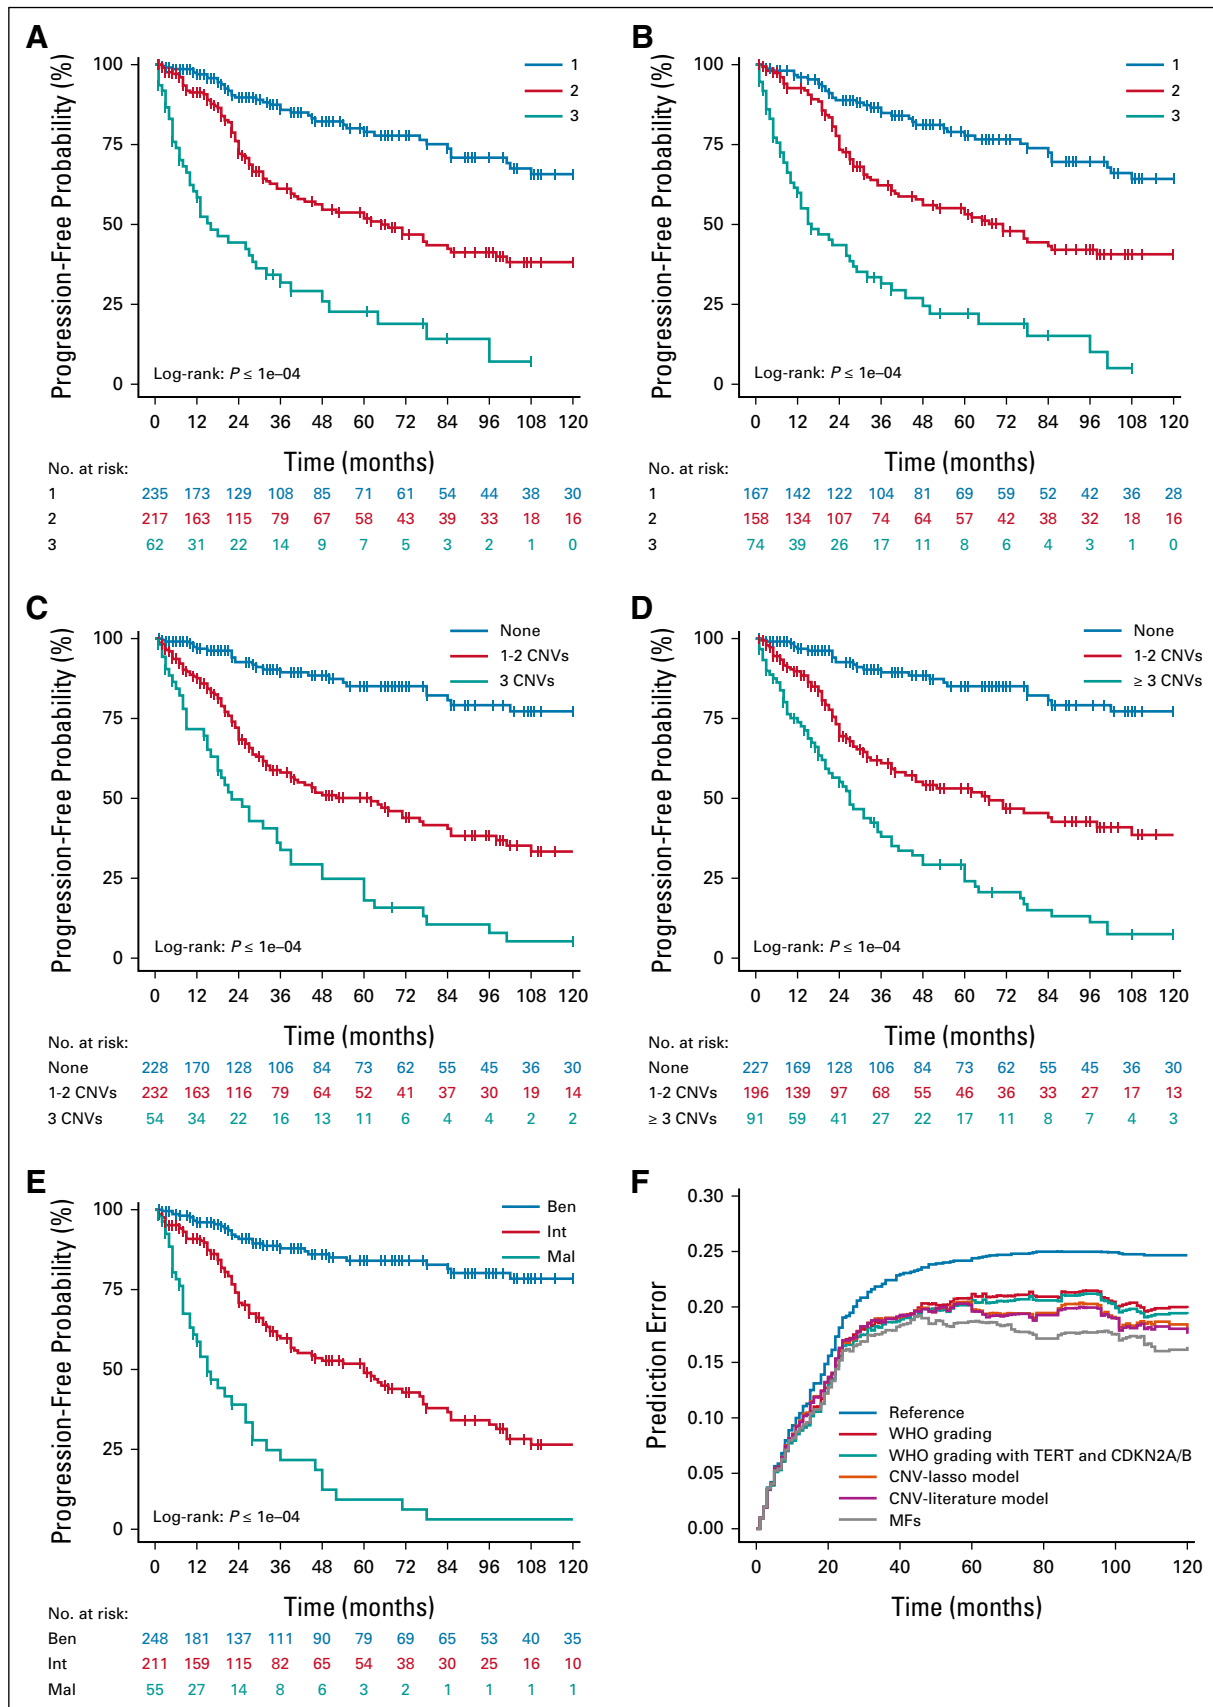 A
Progression-Free Probability (%)
100
75
50
25
0
1
2
3
Log-rank: P ≤ 1e–04
0 12 24 36 48 60 72 84 96 108 120
Time (months)
No. at risk:
1 235 173 129 108 85 71 61 54 44 38 30
2 217 163 115 79 67 58 43 39 33 18 16
3 62 31 22 14 9 7 5 3 2 1 0
B
Progression-Free Probability (%)
100
75
50
25
0
1
2
3
Log-rank: P ≤ 1e–04
0 12 24 36 48 60 72 84 96 108 120
Time (months)
No. at risk:
1 167 142 122 104 81 69 59 52 42 36 28
2 158 134 107 74 64 57 42 38 32 18 16
3 74 39 26 17 11 8 6 4 3 1 0
C
Progression-Free Probability (%)
100
75
50
25
0
None
1-2 CNVs
3 CNVs
Log-rank: P ≤ 1e–04
0 12 24 36 48 60 72 84 96 108 120
Time (months)
No. at risk:
None 228 170 128 106 84 73 62 55 45 36 30
1-2 CNVs 232 163 116 79 64 52 41 37 30 19 14
3 CNVs 54 34 22 16 13 11 6 4 4 2 2
D
Progression-Free Probability (%)
100
75
50
25
0
None
1-2 CNVs
≥ 3 CNVs
Log-rank: P ≤ 1e–04
0 12 24 36 48 60 72 84 96 108 120
Time (months)
No. at risk:
None 227 169 128 106 84 73 62 55 45 36 30
1-2 CNVs 196 139 97 68 55 46 36 33 27 17 13
≥ 3 CNVs 91 59 41 27 22 17 11 8 7 4 3
E
Progression-Free Probability (%)
100
75
50
25
0
Ben
Int
Mal
Log-rank: P ≤ 1e–04
0 12 24 36 48 60 72 84 96 108 120
Time (months)
No. at risk:
Ben 248 181 137 111 90 79 69 65 53 40 35
Int 211 159 115 82 65 54 38 30 25 16 10
Mal 55 27 14 8 6 3 2 1 1 1 1
F
Prediction Error
0.30
0.25
0.20
0.15
0.10
0.05
0.00
Reference
WHO grading
WHO grading with TERT and CDKN2A/B
CNV-lasso model
CNV-literature model
MFs
0 20 40 60 80 100 120
Time (months)